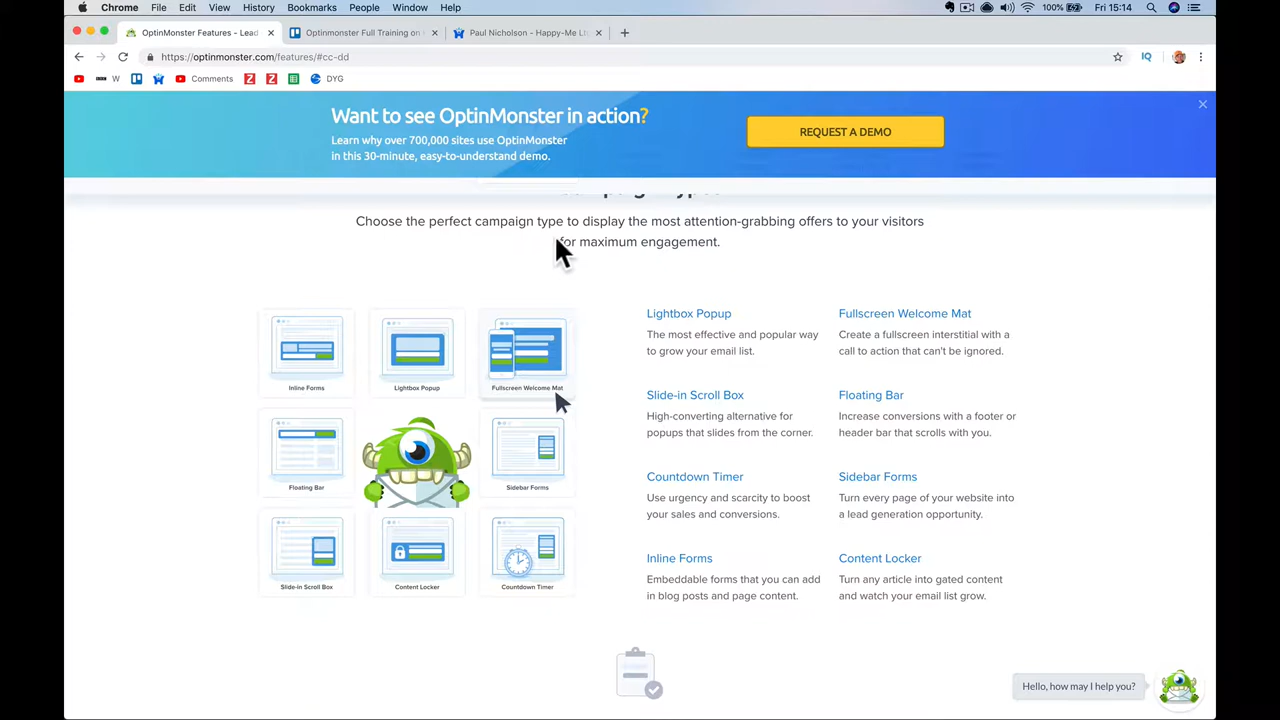 Chrome File Edit View History Bookmarks People Window Help
100% Fri 15:14
OptinMonster Features - Lead
Optinmonster Full Training on
Paul Nicholson - Happy-Me Lt
https://optinmonster.com/features/#cc-dd
IQ
W
Comments
DYG
Want to see OptinMonster in action?
Learn why over 700,000 sites use OptinMonster
in this 30-minute, easy-to-understand demo.
REQUEST A DEMO
Choose the perfect campaign type to display the most attention-grabbing offers to your visitors
for maximum engagement.
Inline Forms
Lightbox Popup
Fullscreen Welcome Mat
Floating Bar
Sidebar Forms
Slide-in Scroll Box
Content Locker
Countdown Timer
Lightbox Popup
The most effective and popular way
to grow your email list.
Fullscreen Welcome Mat
Create a fullscreen interstitial with a
call to action that can't be ignored.
Slide-in Scroll Box
High-converting alternative for
popups that slides from the corner.
Floating Bar
Increase conversions with a footer or
header bar that scrolls with you.
Countdown Timer
Use urgency and scarcity to boost
your sales and conversions.
Sidebar Forms
Turn every page of your website into
a lead generation opportunity.
Inline Forms
Embeddable forms that you can add
in blog posts and page content.
Content Locker
Turn any article into gated content
and watch your email list grow.
Hello, how may I help you?